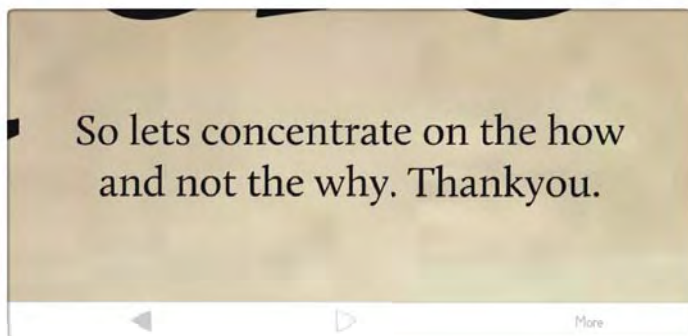 So lets concentrate on the how
and not the why. Thankyou.
More